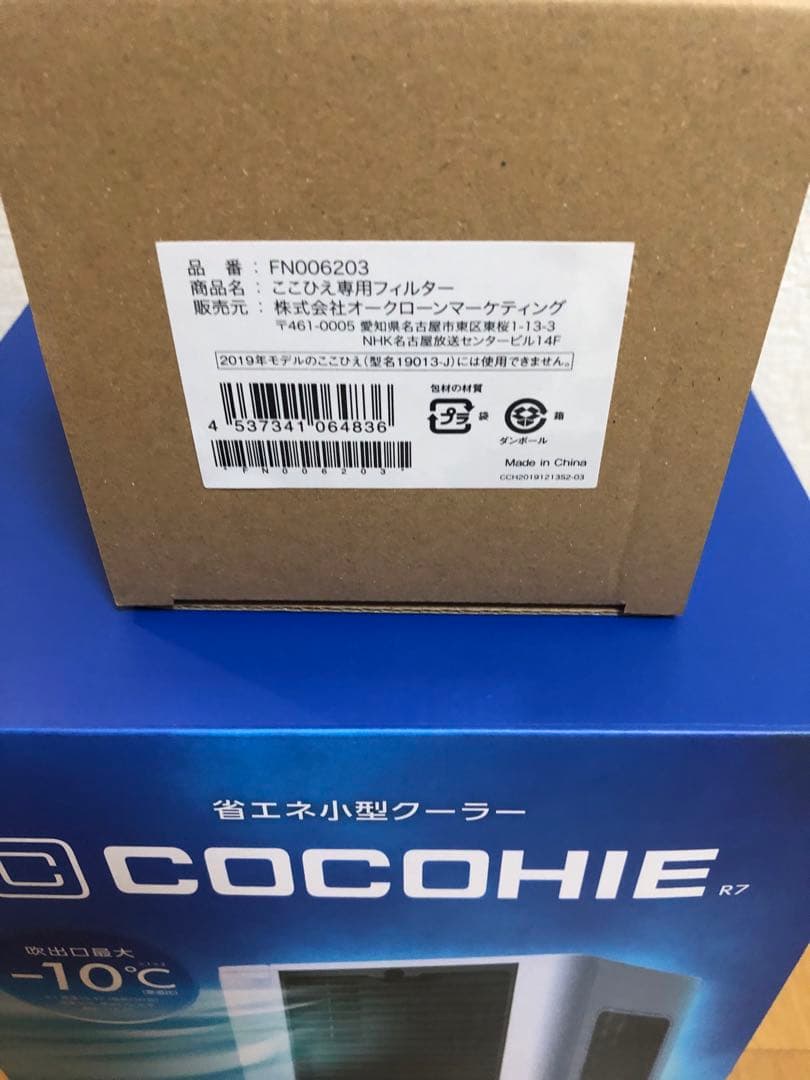 品 番：FN006203
商品名：ここひえ専用フィルター
販売元：株式会社オークローンマーケティング
〒461-0005 愛知県名古屋市東区東桜1-13-3
NHK名古屋放送センタービル14F
2019年モデルのここひえ(型名19013-J)には使用できません。
包材の材質
プラ 袋 箱
ダンボール
4 537341 064836
*FN006203*
Made in China
CCH2019121352-03
省エネ小型クーラー
C COCOHIE R7
吹出口最大
-10℃